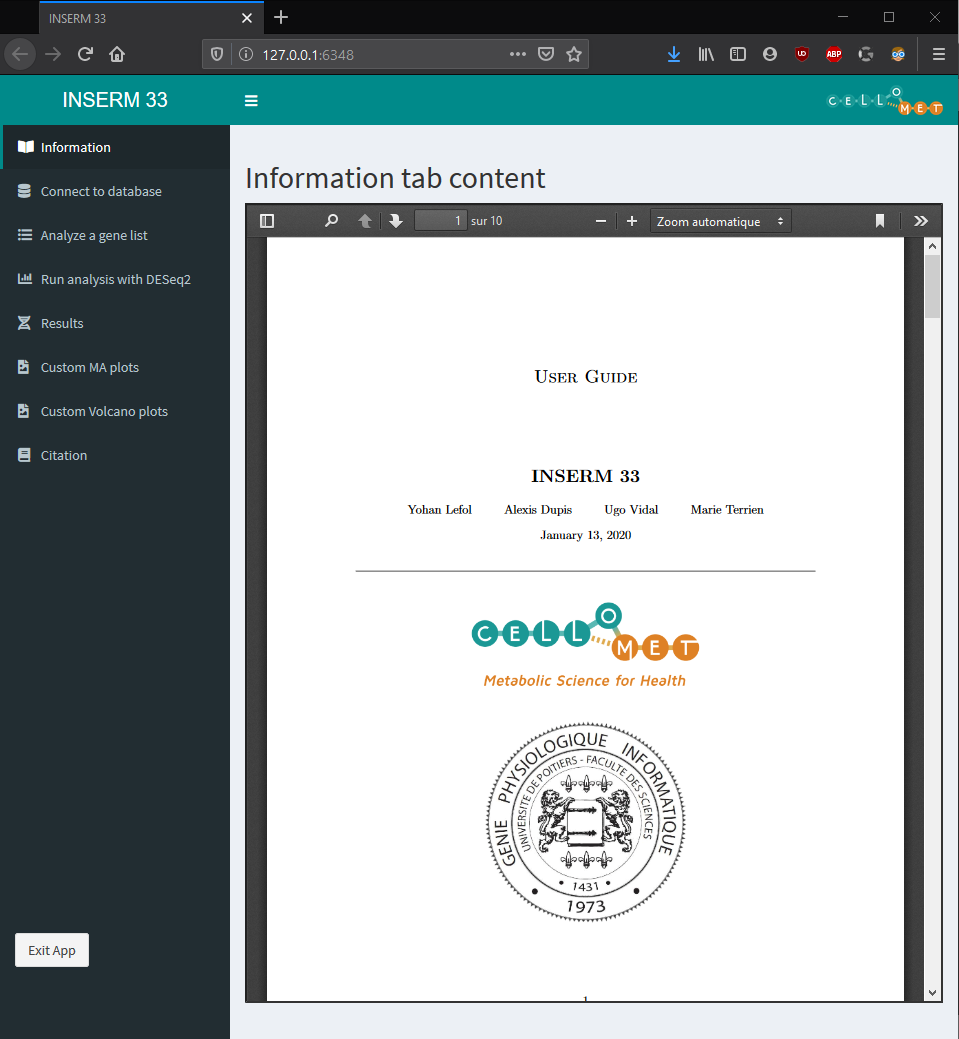 INSERM 33
127.0.0.1:6348
UD
ABP
INSERM 33
CELLOMET
Information
Connect to database
Analyze a gene list
Run analysis with DESeq2
Results
Custom MA plots
Custom Volcano plots
Citation
Exit App
Information tab content
1 sur 10
Zoom automatique
User Guide
INSERM 33
Yohan Lefol Alexis Dupis Ugo Vidal Marie Terrien
January 13, 2020
CELLOMET
Metabolic Science for Health
GENIE PHYSIOLOGIQUE INFORMATIQUE
UNIVERSITE DE POITIERS - FACULTE DES SCIENCES
• 1431 •
• 1973 •
1